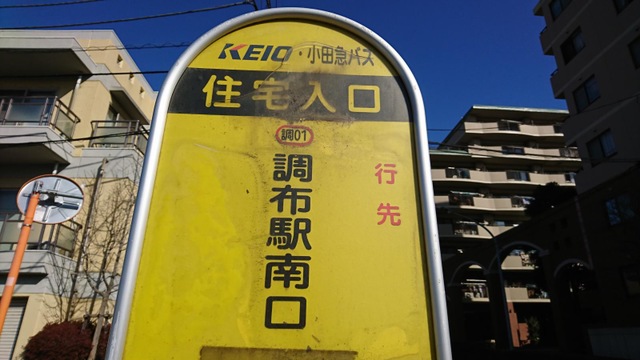 KEIO・小田急バス
住宅入口
調01
行先
調布駅南口